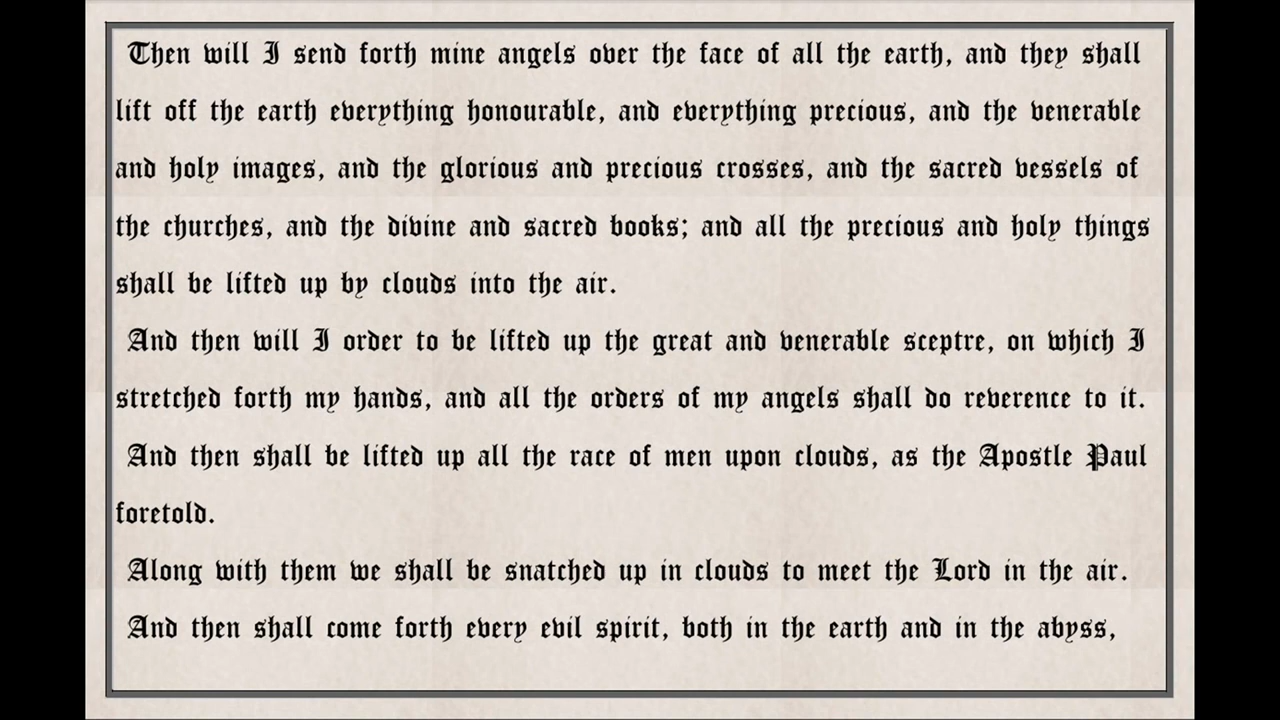 Then will I send forth mine angels over the face of all the earth, and they shall
lift off the earth everything honourable, and everything precious, and the venerable
and holy images, and the glorious and precious crosses, and the sacred vessels of
the churches, and the divine and sacred books; and all the precious and holy things
shall be lifted up by clouds into the air.
And then will I order to be lifted up the great and venerable sceptre, on which I
stretched forth my hands, and all the orders of my angels shall do reverence to it.
And then shall be lifted up all the race of men upon clouds, as the Apostle Paul
foretold.
Along with them we shall be snatched up in clouds to meet the Lord in the air.
And then shall come forth every evil spirit, both in the earth and in the abyss,